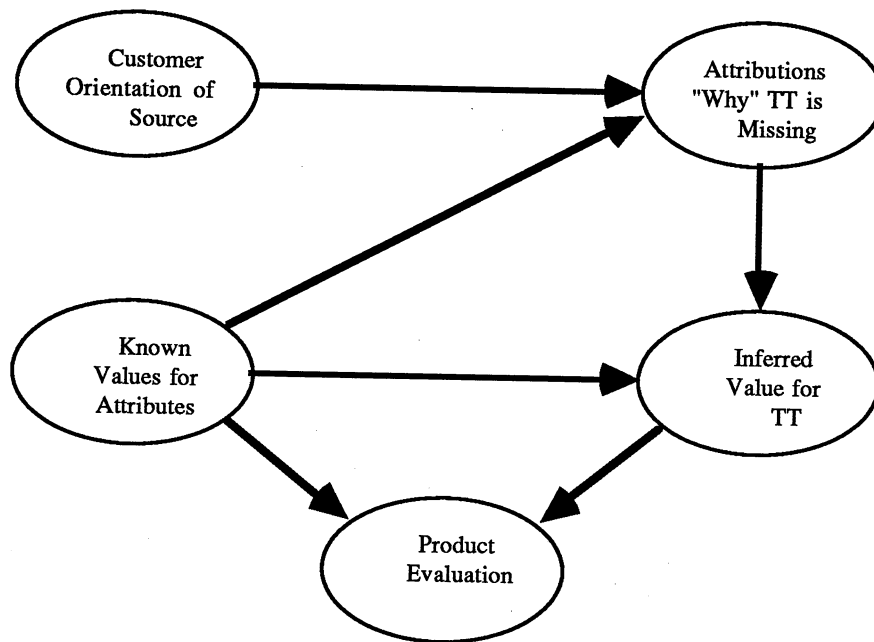 Customer
Orientation of
Source
Attributions
"Why" TT is
Missing
Known
Values for
Attributes
Inferred
Value for
TT
Product
Evaluation